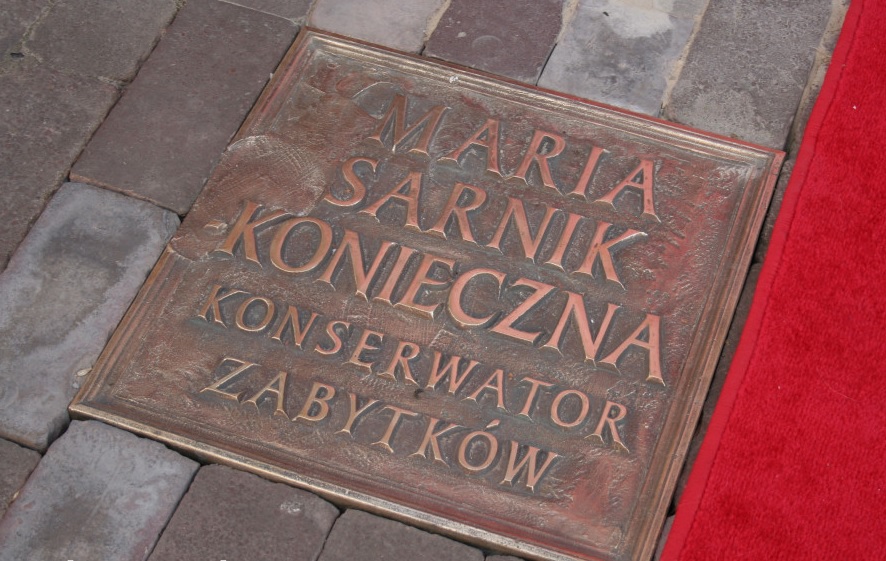 MARIA
SARNIK
KONIECZNA
KONSERWATOR
ZABYTKÓW